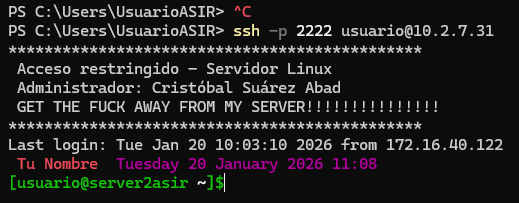 PS C:\Users\UsuarioASIR> ^C
PS C:\Users\UsuarioASIR> ssh -p 2222 usuario@10.2.7.31
***********************************************
 Acceso restringido - Servidor Linux
 Administrador: Cristóbal Suárez Abad
 GET THE FUCK AWAY FROM MY SERVER!!!!!!!!!!!!!!!
***********************************************
Last login: Tue Jan 20 10:03:10 2026 from 172.16.40.122
 Tu Nombre  Tuesday 20 January 2026 11:08
[usuario@server2asir ~]$